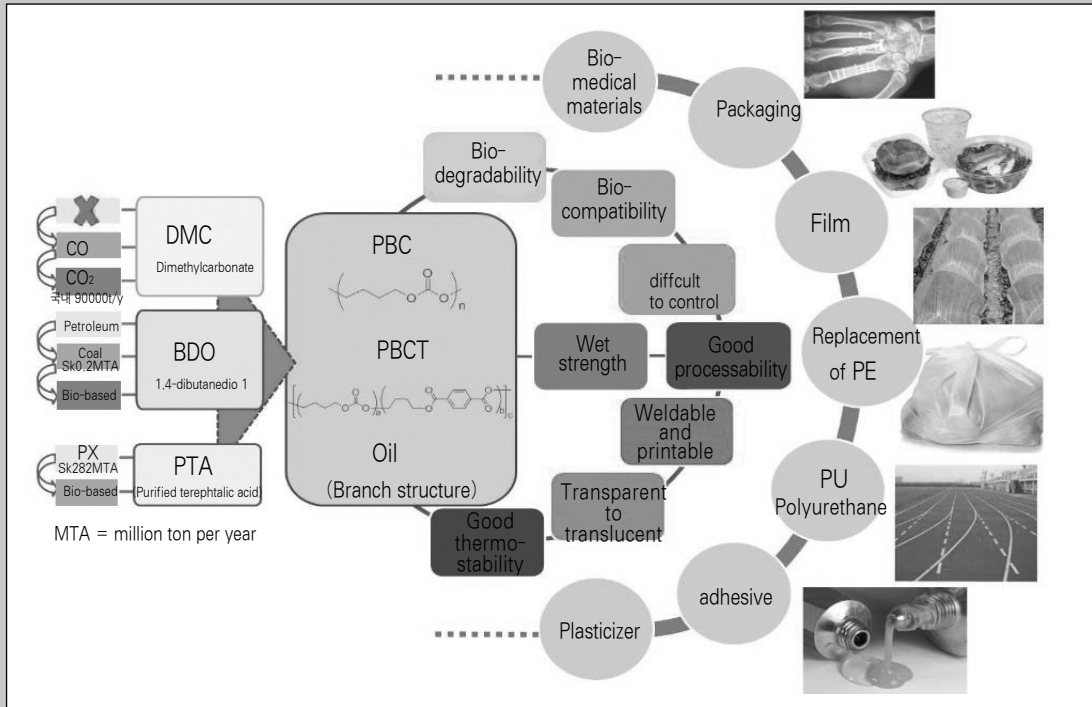 CO
CO₂
국내 90000t/y
DMC
Dimethylcarbonate
Petroleum
Coal
Sk0.2MTA
Bio-based
BDO
1,4-dibutanedio 1
PX
Sk282MTA
Bio-based
PTA
(Purified terephtalic acid)
MTA = million ton per year
PBC
O
O
O
n
PBCT
O
O
O
a
O
O
O
O
b
c
Oil
(Branch structure)
Bio-
degradability
Bio-
compatibility
diffcult
to control
Wet
strength
Good
processability
Weldable
and
printable
Transparent
to
translucent
Good
thermo-
stability
Bio-
medical
materials
Packaging
Film
Replacement
of PE
PU
Polyurethane
adhesive
Plasticizer